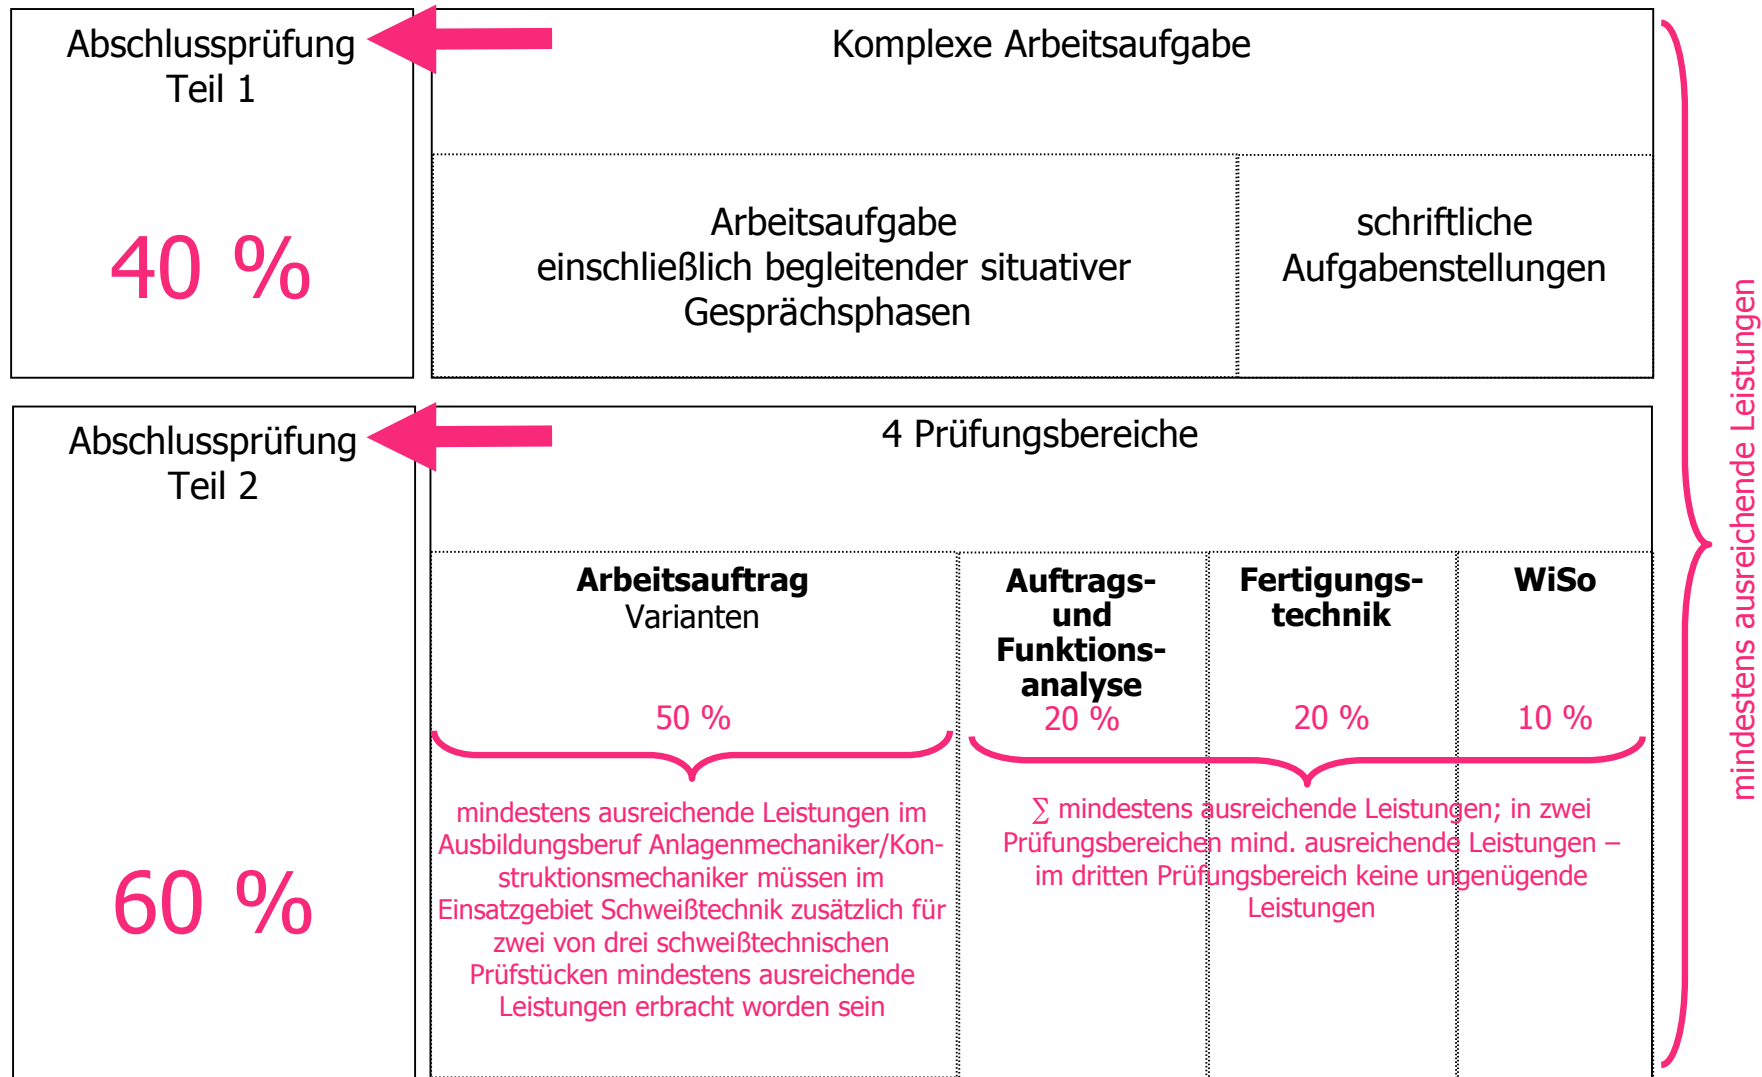 Abschlussprüfung
Teil 1
40 %
Komplexe Arbeitsaufgabe
Arbeitsaufgabe
einschließlich begleitender situativer
Gesprächsphasen
schriftliche
Aufgabenstellungen
Abschlussprüfung
Teil 2
60 %
4 Prüfungsbereiche
Arbeitsauftrag
Varianten
50 %
mindestens ausreichende Leistungen im
Ausbildungsberuf Anlagenmechaniker/Kon-
struktionsmechaniker müssen im
Einsatzgebiet Schweißtechnik zusätzlich für
zwei von drei schweißtechnischen
Prüfstücken mindestens ausreichende
Leistungen erbracht worden sein
Auftrags-
und
Funktions-
analyse
20 %
Fertigungs-
technik
20 %
WiSo
10 %
∑ mindestens ausreichende Leistungen; in zwei
Prüfungsbereichen mind. ausreichende Leistungen –
im dritten Prüfungsbereich keine ungenügende
Leistungen
mindestens ausreichende Leistungen